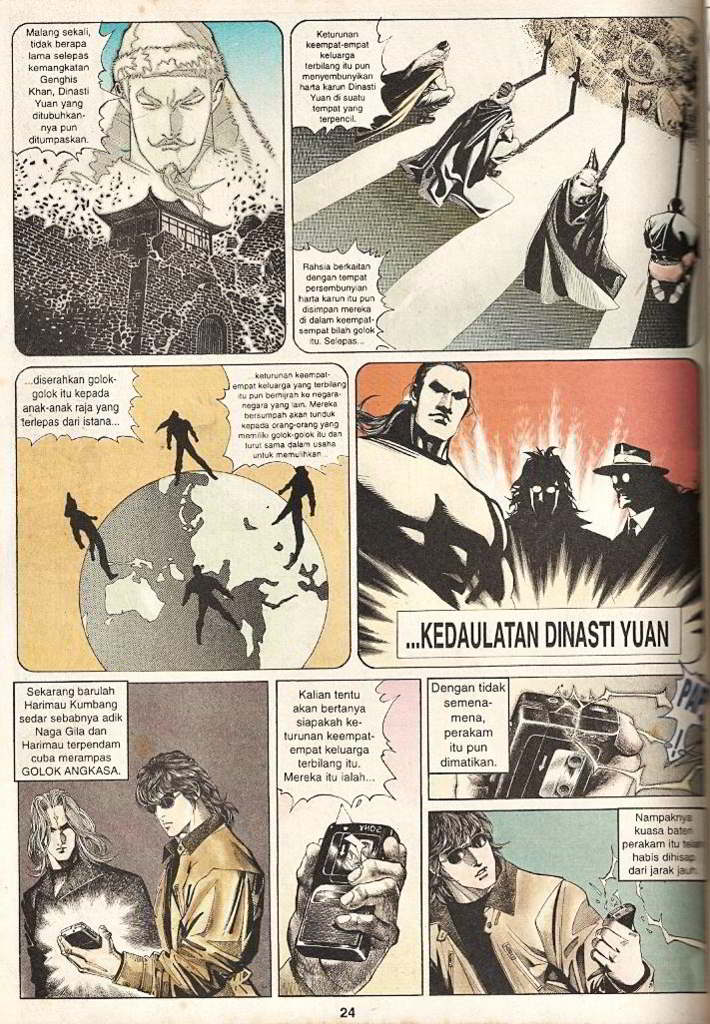 Malang sekali,
tidak berapa
lama selepas
kemangkatan
Genghis
Khan, Dinasti
Yuan yang
ditubuhkan-
nya pun
ditumpaskan.
Keturunan
keempat-empat
keluarga
terbilang itu pun
menyembunyikan
harta karun Dinasti
Yuan di suatu
tempat yang
terpencil.
Rahsia berkaitan
dengan tempat
persembunyian
harta karun itu pun
disimpan mereka
di dalam keempat-
sempat bilah golok
itu. Selepas...
...diserahkan golok-
golok itu kepada
anak-anak raja yang
terlepas dari istana...
...keturunan keempat-
empat keluarga yang terbilang
itu pun berhijrah ke negara-
negara yang lain. Mereka
bersumpah akan tunduk
kepada orang-orang yang
memiliki golok-golok itu dan
turut sama dalam usaha
untuk memulihkan...
...KEDAULATAN DINASTI YUAN
Sekarang barulah
Harimau Kumbang
sedar sebabnya adik
Naga Gila dan
Harimau terpendam
cuba merampas
GOLOK ANGKASA.
Kalian tentu
akan bertanya
siapakah ke-
turunan keempat-
empat keluarga
terbilang itu.
Mereka itu ialah...
SONY
Dengan tidak
semena-
mena,
perakam
itu pun
dimatikan.
PAP
!!
Nampaknya
kuasa bateri
perakam itu telah
habis dihisap
dari jarak jauh.
24